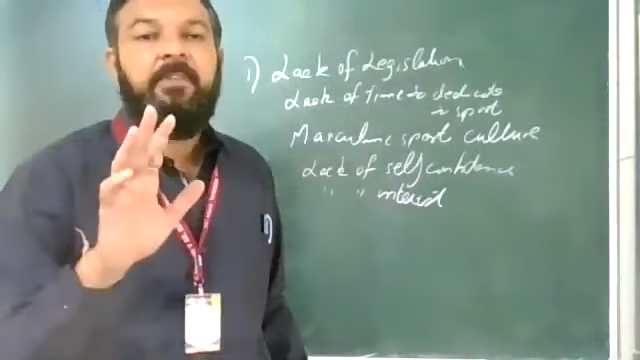 1) Lack of Legislation
Lack of Time to dedicate
to sport
Masculine sport culture
Lack of self confidence
" " interest